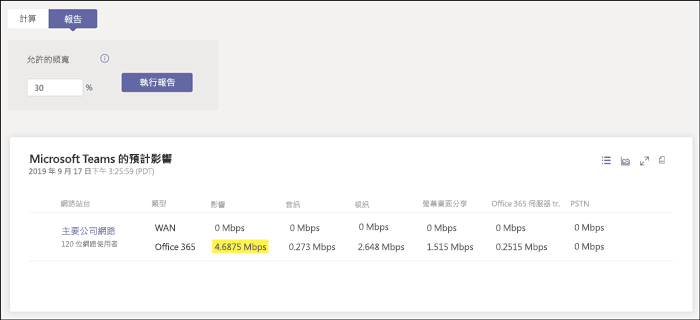 計算 報告
允許的頻寬
30 %
執行報告
Microsoft Teams 的預計影響
2019 年 9 月 17 日下午 3:25:59 (PDT)
網路站台 類型 影響 音訊 視訊 螢幕畫面分享 Office 365 伺服器 tr. PSTN
主要公司網路 WAN 0 Mbps 0 Mbps 0 Mbps 0 Mbps 0 Mbps 0 Mbps
120 位網路使用者 Office 365 4.6875 Mbps 0.273 Mbps 2.648 Mbps 1.515 Mbps 0.2515 Mbps 0 Mbps